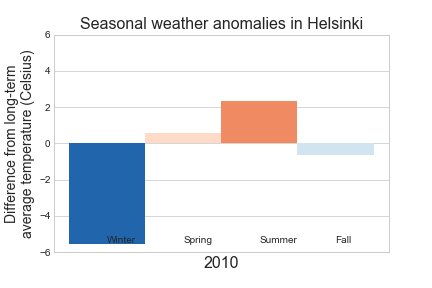 Seasonal weather anomalies in Helsinki
Difference from long-term
average temperature (Celsius)
6
4
2
0
−2
−4
−6
Winter Spring Summer Fall
2010